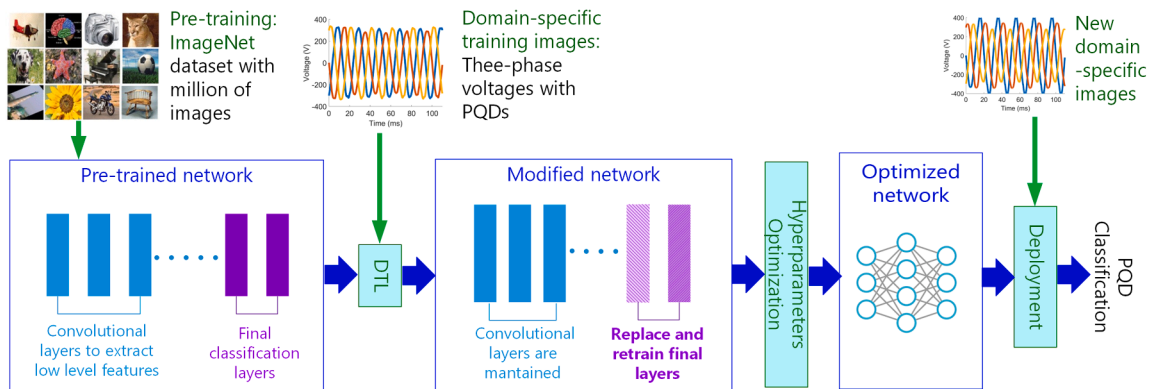 Pre-training:
ImageNet
dataset with
million of
images
Voltage (V)
400
200
0
-200
-400
0 20 40 60 80 100
Time (ms)
Domain-specific
training images:
Thee-phase
voltages with
PQDs
Voltage (V)
400
200
0
-200
-400
0 20 40 60 80 100
Time (ms)
New
domain
-specific
images
Pre-trained network
Convolutional
layers to extract
low level features
Final
classification
layers
DTL
Modified network
Convolutional
layers are
mantained
Replace and
retrain final
layers
Hyperparameters
Optimization
Optimized
network
Deployment
PQD
Classification